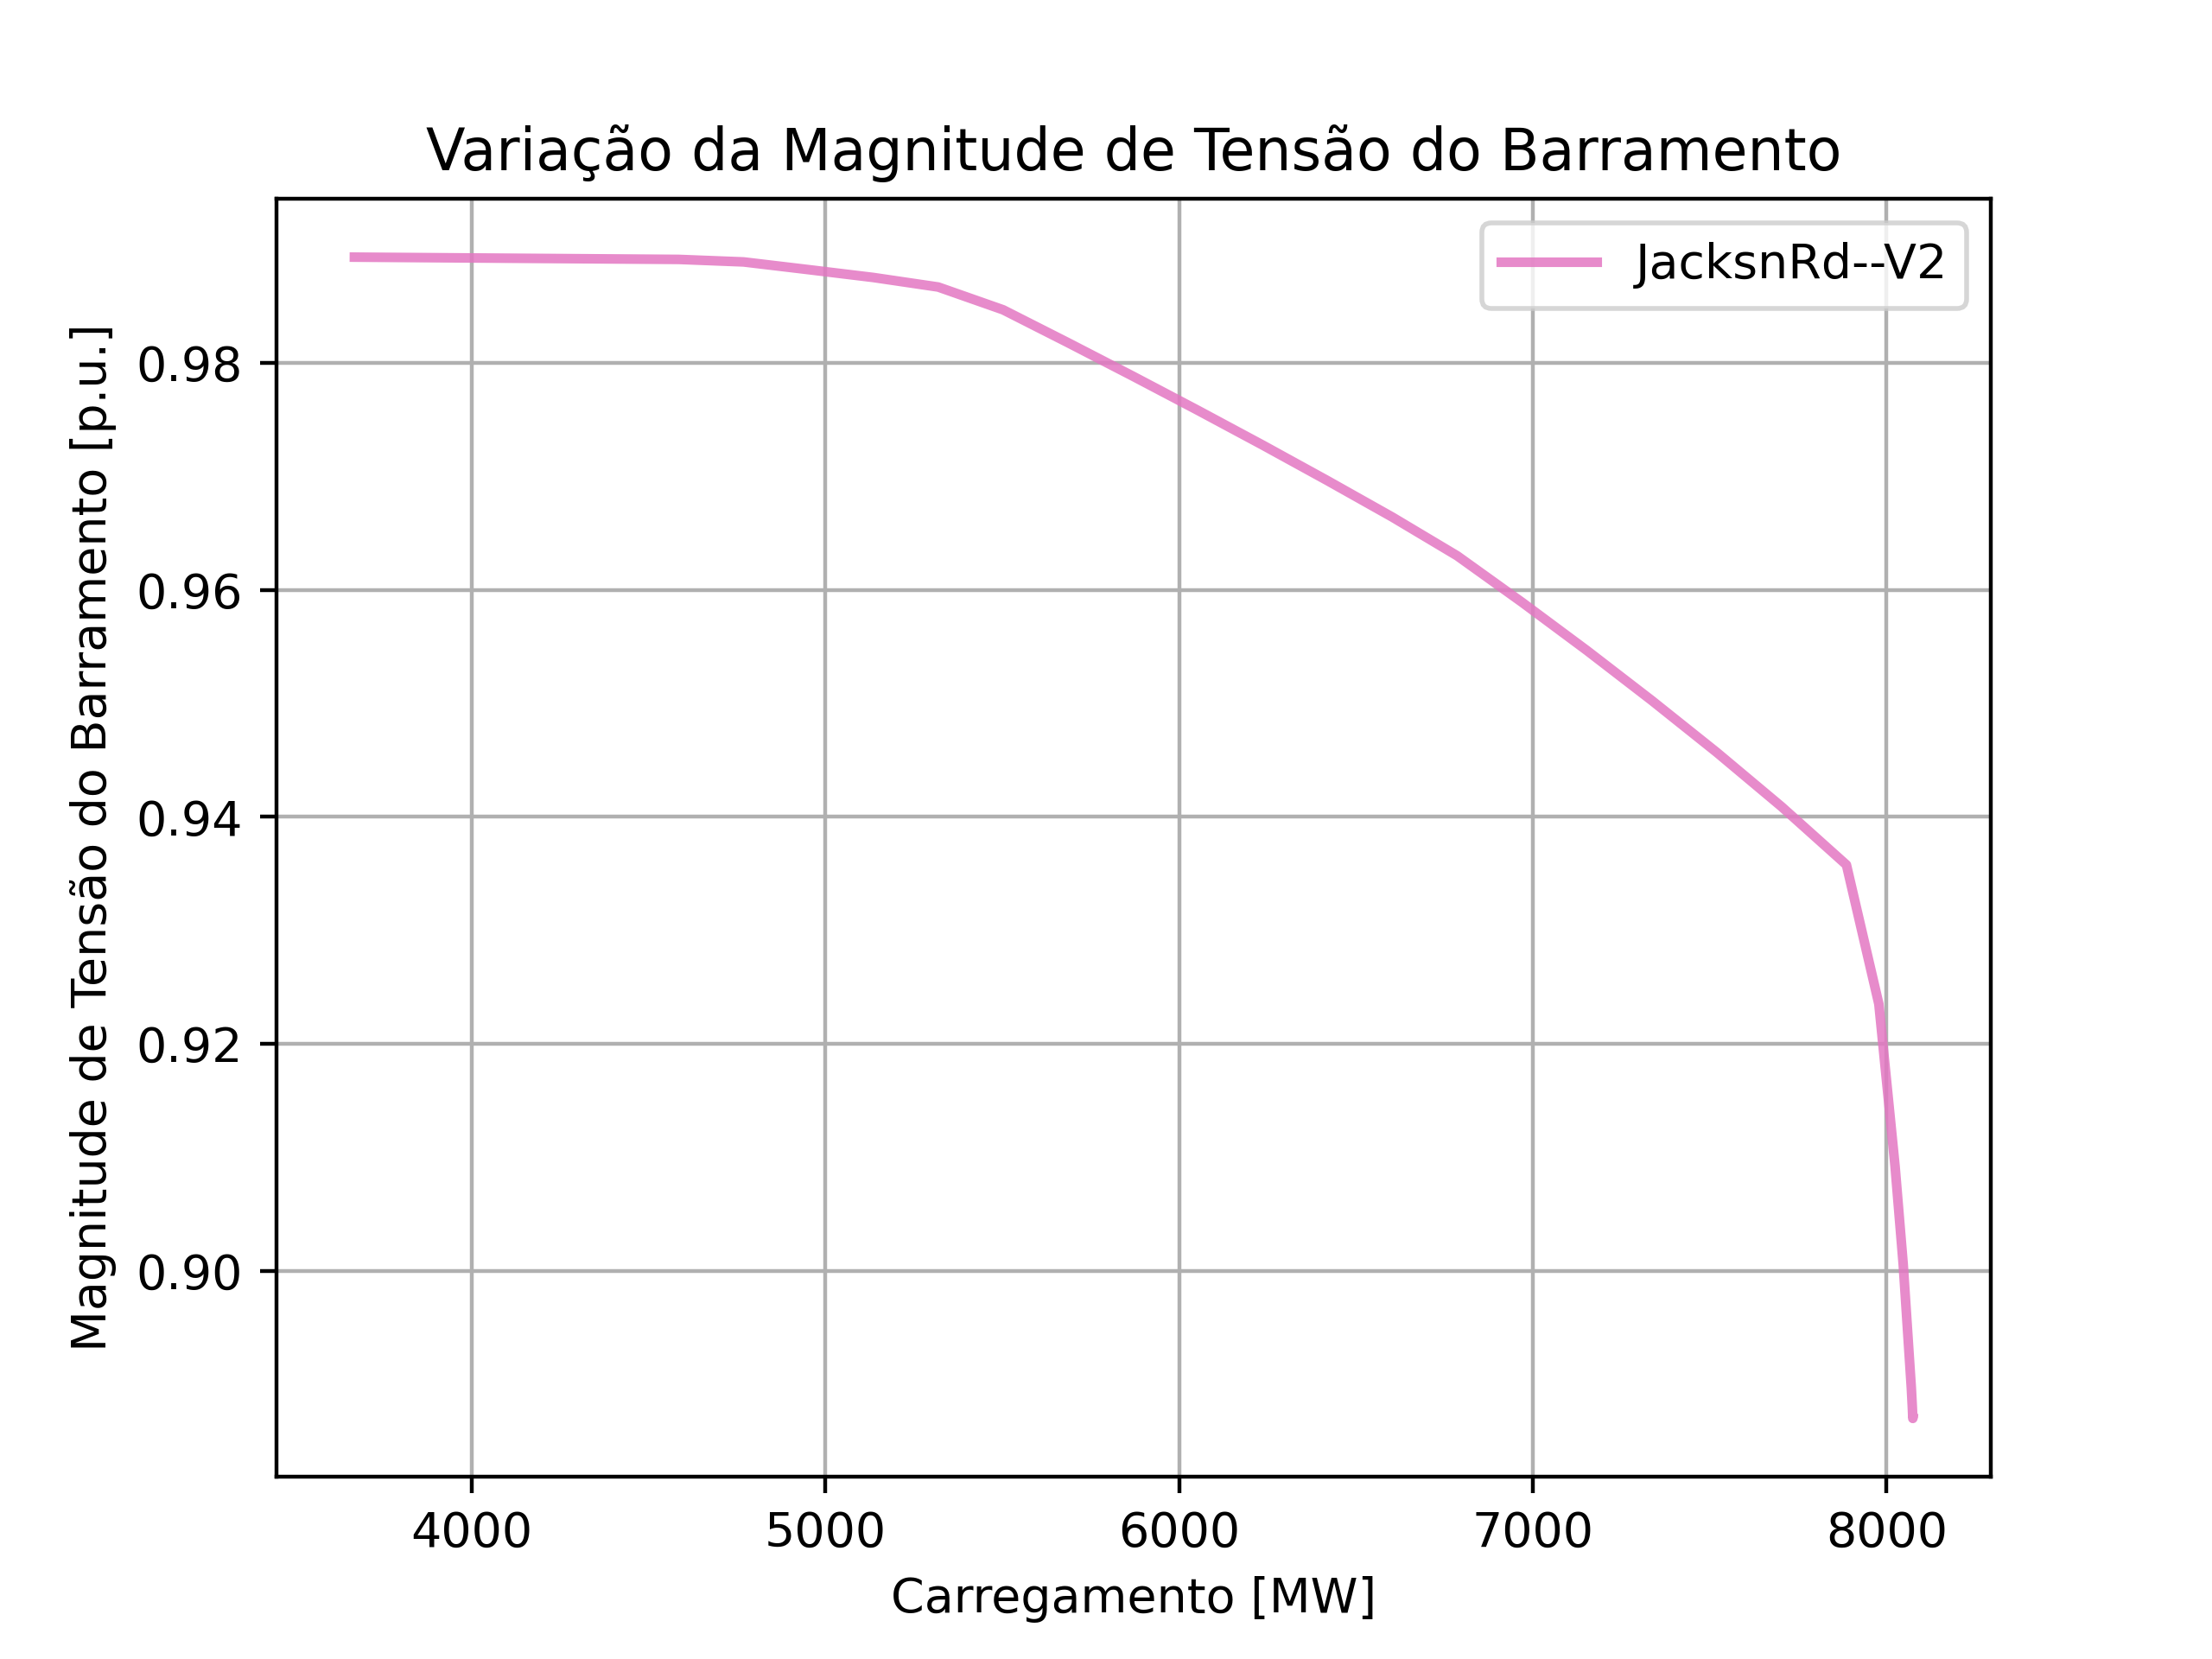 Variação da Magnitude de Tensão do Barramento
JacksnRd--V2
Magnitude de Tensão do Barramento [p.u.]
0.98
0.96
0.94
0.92
0.90
4000 5000 6000 7000 8000
Carregamento [MW]